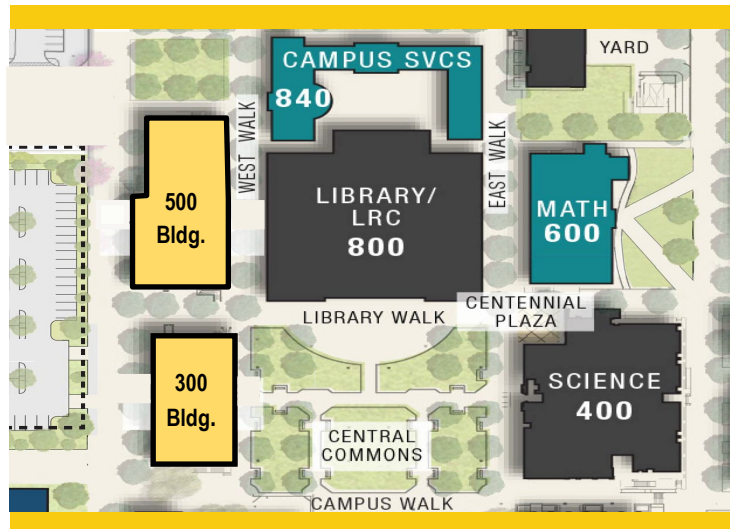 YARD
CAMPUS SVCS
840
WEST WALK
EAST WALK
500
Bldg.
LIBRARY/
LRC
800
MATH
600
CENTENNIAL
PLAZA
LIBRARY WALK
300
Bldg.
SCIENCE
400
CENTRAL
COMMONS
CAMPUS WALK